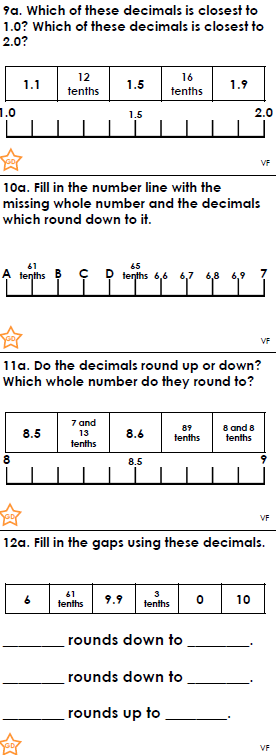 9a. Which of these decimals is closest to
1.0? Which of these decimals is closest to
2.0?
1.1 12 tenths 1.5 16 tenths 1.9
1.0 1.5 2.0
GD VF
10a. Fill in the number line with the
missing whole number and the decimals
which round down to it.
A 61 tenths B C D 65 tenths 6,6 6,7 6,8 6,9 7
GD VF
11a. Do the decimals round up or down?
Which whole number do they round to?
8.5 7 and 13 tenths 8.6 89 tenths 8 and 8 tenths
8 8.5 9
GD VF
12a. Fill in the gaps using these decimals.
6 61 tenths 9.9 3 tenths 0 10
________ rounds down to ________.
________ rounds down to ________.
________ rounds up to ________.
GD VF